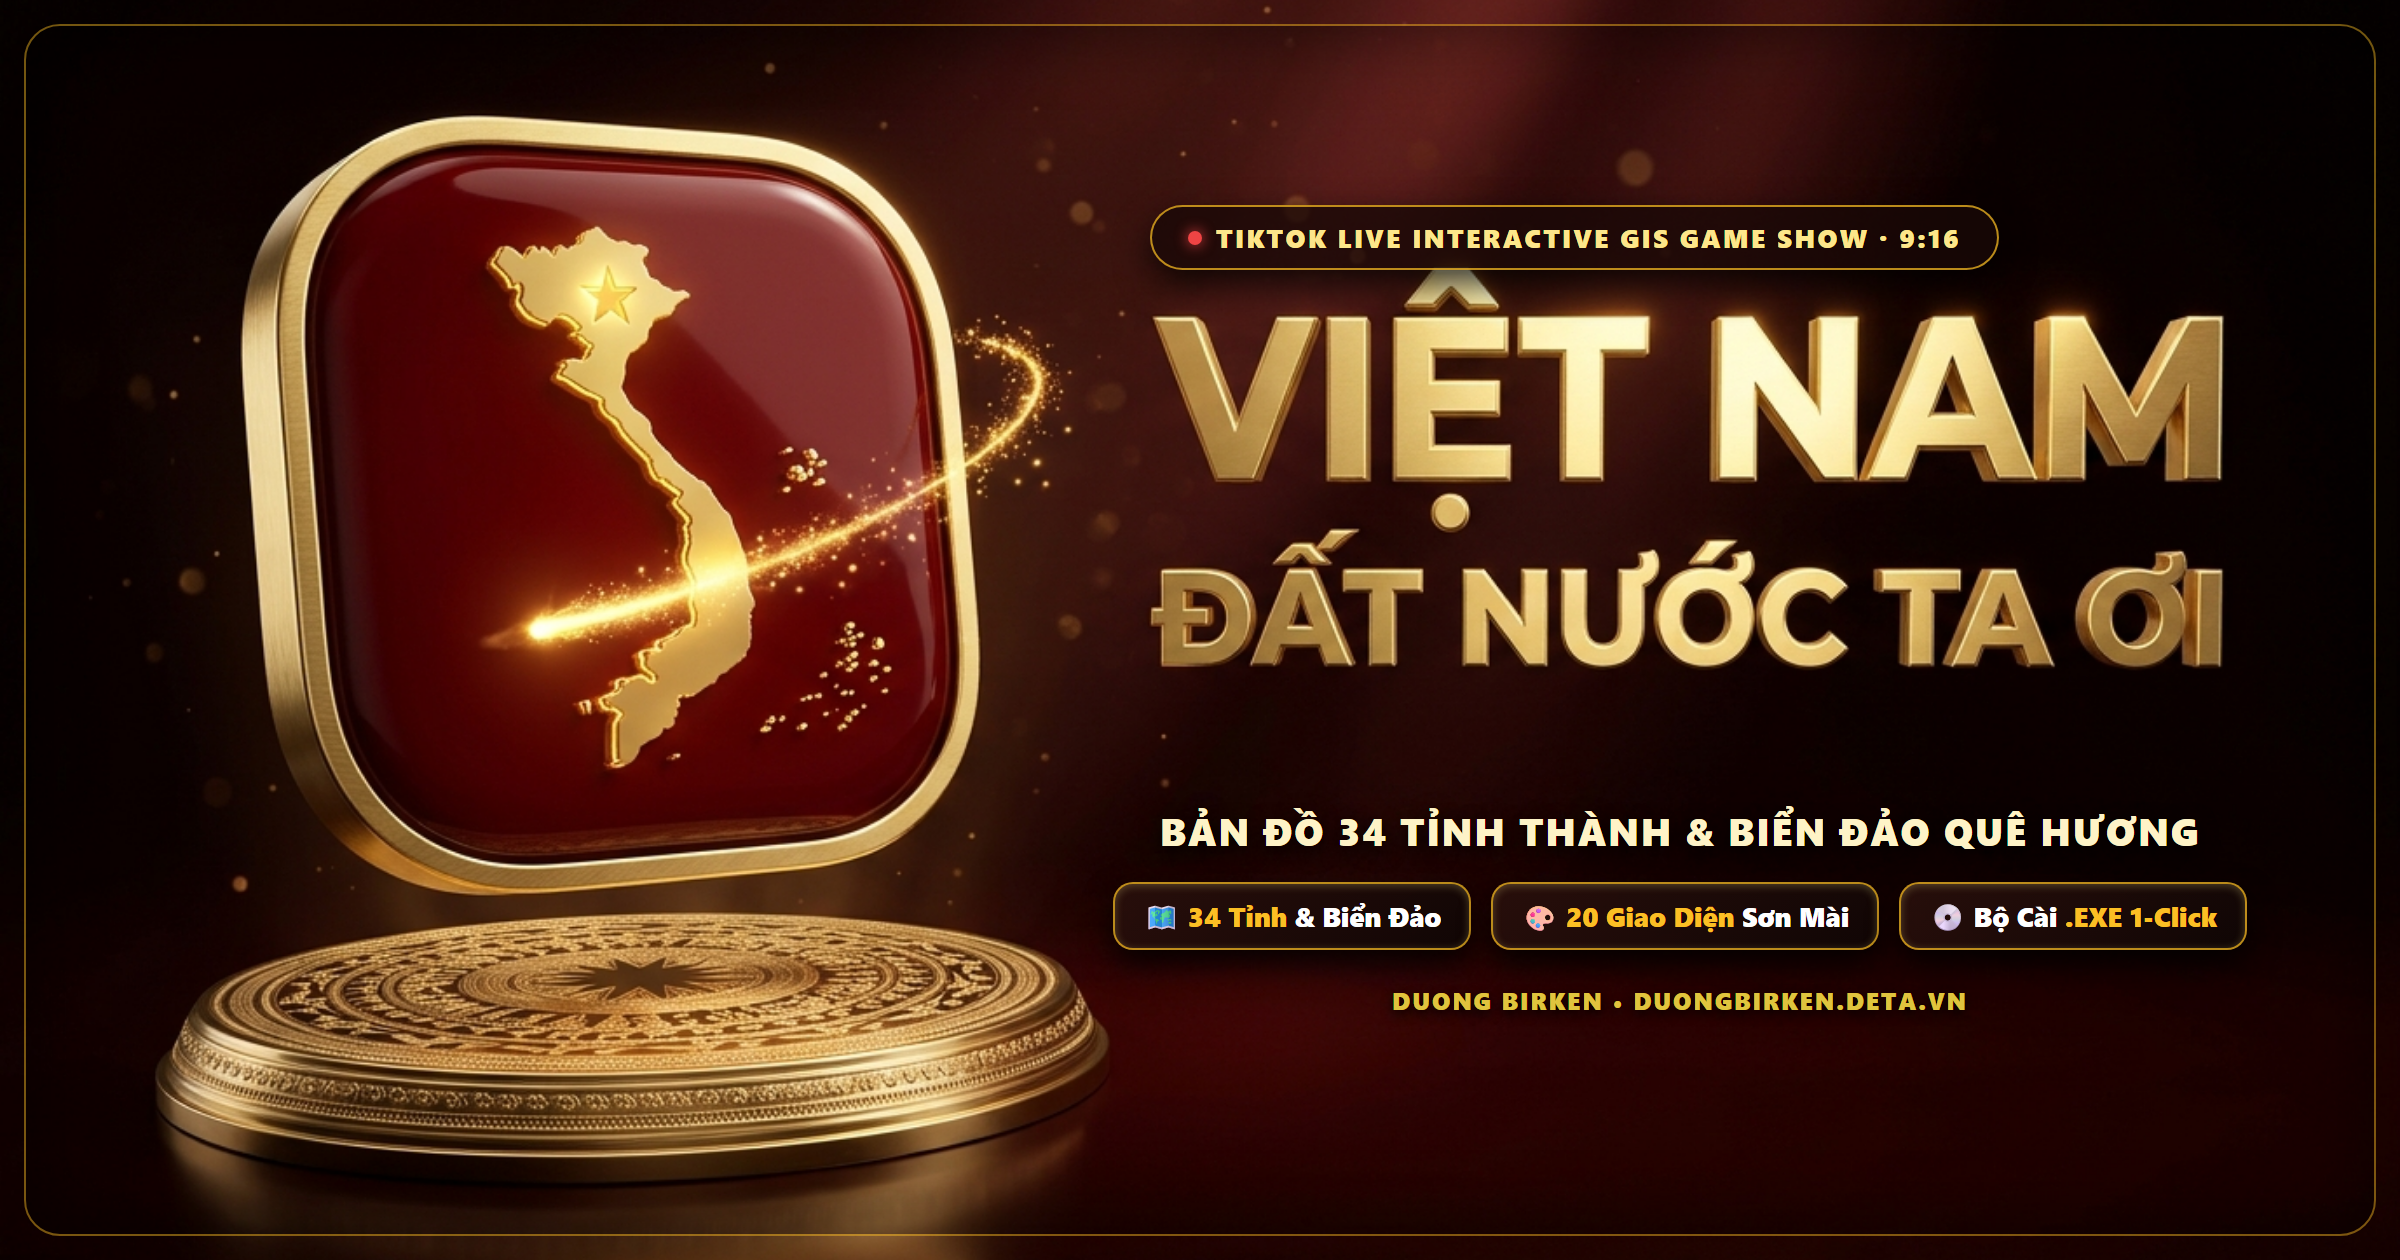 TIKTOK LIVE INTERACTIVE GIS GAME SHOW · 9:16
VIỆT NAM
ĐẤT NƯỚC TA ƠI
BẢN ĐỒ 34 TỈNH THÀNH & BIỂN ĐẢO QUÊ HƯƠNG
34 Tỉnh & Biển Đảo
20 Giao Diện Sơn Mài
Bộ Cài .EXE 1-Click
DUONG BIRKEN • DUONGBIRKEN.DETA.VN